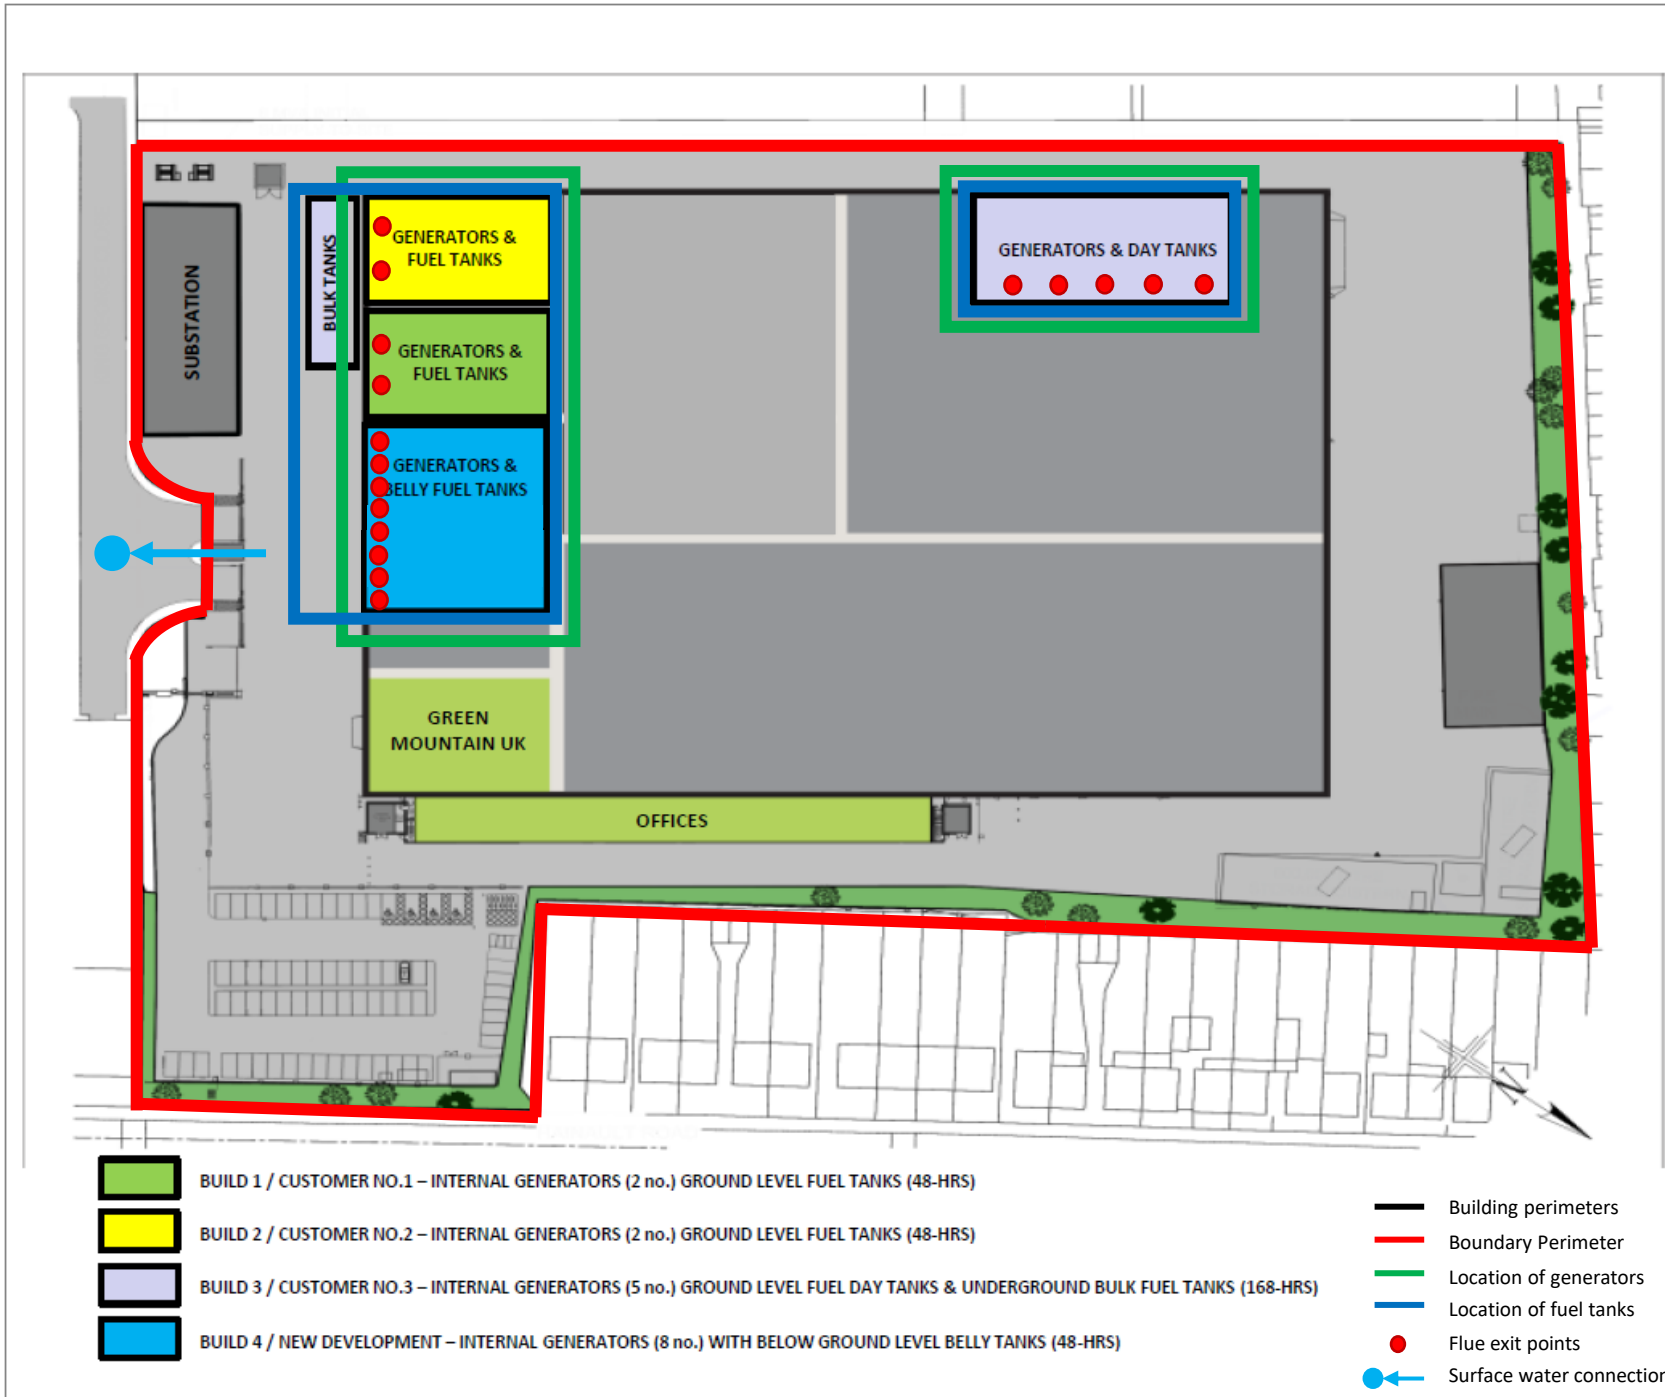 SUBSTATION
BULK TANKS
GENERATORS &
FUEL TANKS
GENERATORS &
FUEL TANKS
GENERATORS &
BELLY FUEL TANKS
GENERATORS & DAY TANKS
GREEN
MOUNTAIN UK
OFFICES
N
BUILD 1 / CUSTOMER NO.1 – INTERNAL GENERATORS (2 no.) GROUND LEVEL FUEL TANKS (48-HRS)
BUILD 2 / CUSTOMER NO.2 – INTERNAL GENERATORS (2 no.) GROUND LEVEL FUEL TANKS (48-HRS)
BUILD 3 / CUSTOMER NO.3 – INTERNAL GENERATORS (5 no.) GROUND LEVEL FUEL DAY TANKS & UNDERGROUND BULK FUEL TANKS (168-HRS)
BUILD 4 / NEW DEVELOPMENT – INTERNAL GENERATORS (8 no.) WITH BELOW GROUND LEVEL BELLY TANKS (48-HRS)
Building perimeters
Boundary Perimeter
Location of generators
Location of fuel tanks
Flue exit points
Surface water connection